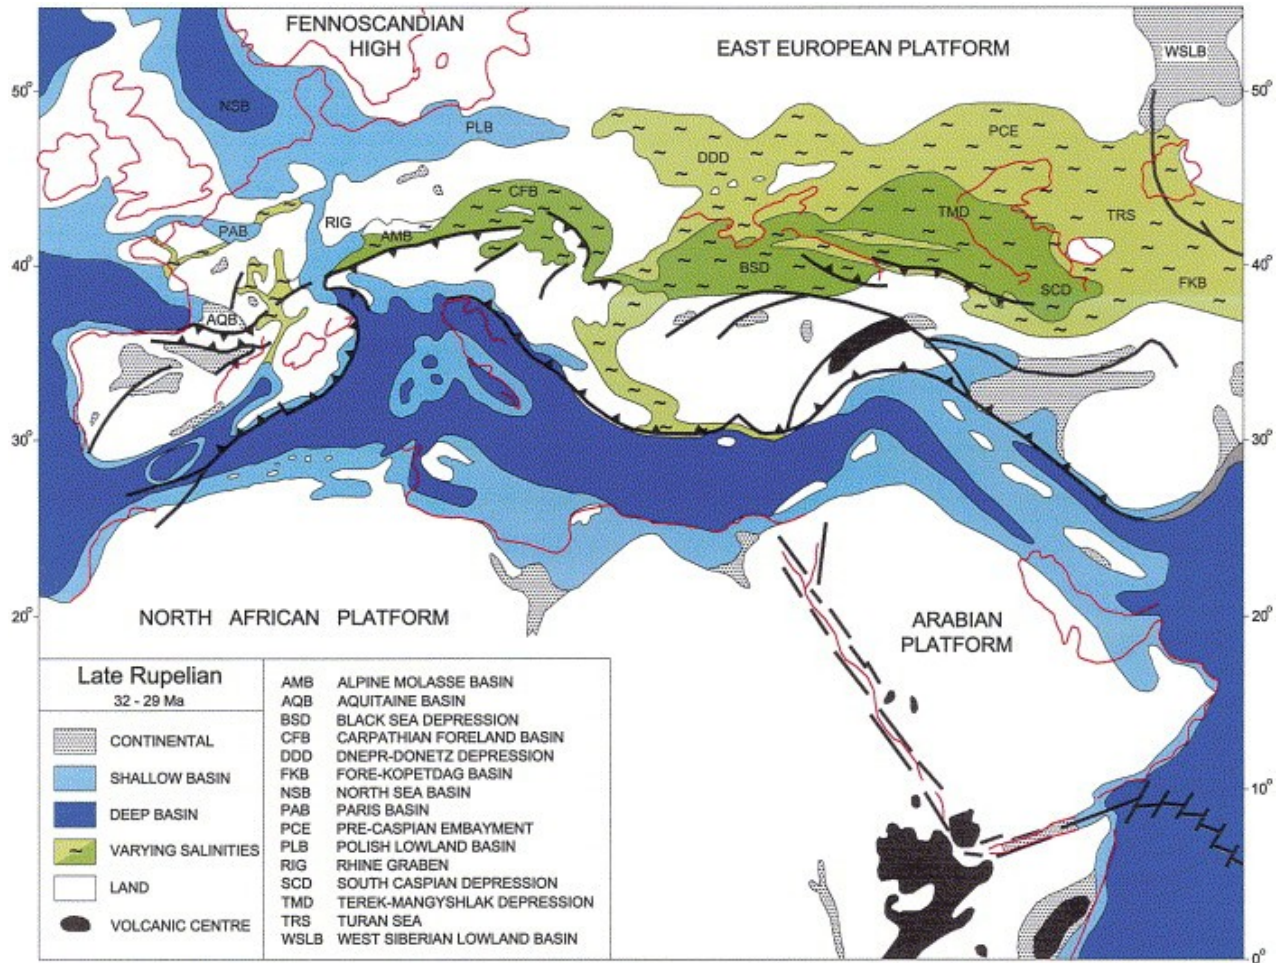 FENNOSCANDIAN
HIGH
EAST EUROPEAN PLATFORM
WSLB
50°
50°
NSB
PLB
PCE
DDD
CFB
TMD
TRS
RIG
PAB
AMB
40°
40°
BSD
SCD
FKB
AQB
30°
30°
20°
20°
NORTH AFRICAN PLATFORM
ARABIAN
PLATFORM
10°
0°
Late Rupelian
32 - 29 Ma
CONTINENTAL
SHALLOW BASIN
DEEP BASIN
VARYING SALINITIES
LAND
VOLCANIC CENTRE
AMB ALPINE MOLASSE BASIN
AQB AQUITAINE BASIN
BSD BLACK SEA DEPRESSION
CFB CARPATHIAN FORELAND BASIN
DDD DNEPR-DONETZ DEPRESSION
FKB FORE-KOPETDAG BASIN
NSB NORTH SEA BASIN
PAB PARIS BASIN
PCE PRE-CASPIAN EMBAYMENT
PLB POLISH LOWLAND BASIN
RIG RHINE GRABEN
SCD SOUTH CASPIAN DEPRESSION
TMD TEREK-MANGYSHLAK DEPRESSION
TRS TURAN SEA
WSLB WEST SIBERIAN LOWLAND BASIN